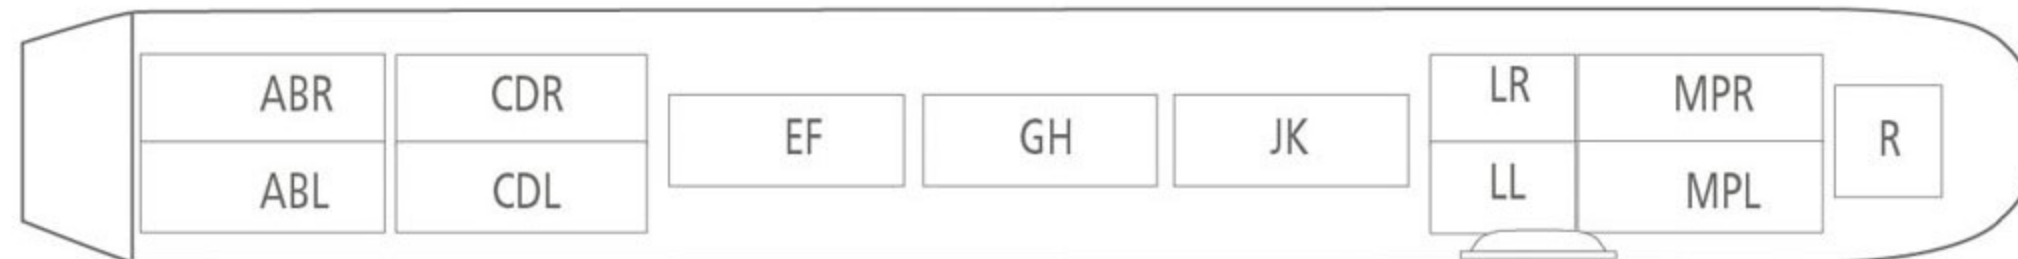 ABR CDR EF GH JK LR MPR R
ABL CDL LL MPL